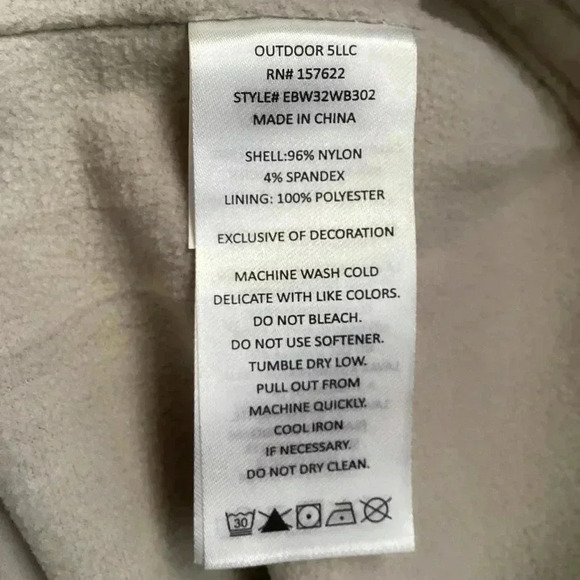 OUTDOOR 5LLC
RN# 157622
STYLE# EBW32WB302
MADE IN CHINA
SHELL:96% NYLON
4% SPANDEX
LINING: 100% POLYESTER
EXCLUSIVE OF DECORATION
MACHINE WASH COLD
DELICATE WITH LIKE COLORS.
DO NOT BLEACH.
DO NOT USE SOFTENER.
TUMBLE DRY LOW.
PULL OUT FROM
MACHINE QUICKLY.
COOL IRON
IF NECESSARY.
DO NOT DRY CLEAN.
30